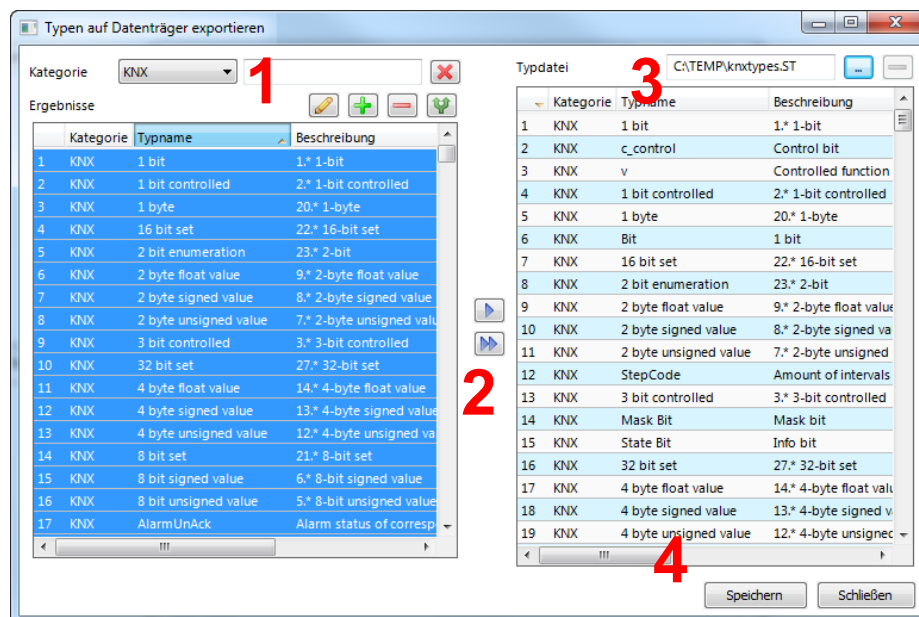 Typen auf Datenträger exportieren
Kategorie KNX 1
Ergebnisse
Kategorie Typname Beschreibung
1 KNX 1 bit 1.* 1-bit
2 KNX 1 bit controlled 2.* 1-bit controlled
3 KNX 1 byte 20.* 1-byte
4 KNX 16 bit set 22.* 16-bit set
5 KNX 2 bit enumeration 23.* 2-bit
6 KNX 2 byte float value 9.* 2-byte float value
7 KNX 2 byte signed value 8.* 2-byte signed value
8 KNX 2 byte unsigned value 7.* 2-byte unsigned valu
9 KNX 3 bit controlled 3.* 3-bit controlled
10 KNX 32 bit set 27.* 32-bit set
11 KNX 4 byte float value 14.* 4-byte float value
12 KNX 4 byte signed value 13.* 4-byte signed value
13 KNX 4 byte unsigned value 12.* 4-byte unsigned va
14 KNX 8 bit set 21.* 8-bit set
15 KNX 8 bit signed value 6.* 8-bit signed value
16 KNX 8 bit unsigned value 5.* 8-bit unsigned value
17 KNX AlarmUnAck Alarm status of corresp
2
Typdatei 3 C:\TEMP\knxtypes.ST ...
Kategorie Typname Beschreibung
1 KNX 1 bit 1.* 1-bit
2 KNX c_control Control bit
3 KNX v Controlled function
4 KNX 1 bit controlled 2.* 1-bit controlled
5 KNX 1 byte 20.* 1-byte
6 KNX Bit 1 bit
7 KNX 16 bit set 22.* 16-bit set
8 KNX 2 bit enumeration 23.* 2-bit
9 KNX 2 byte float value 9.* 2-byte float value
10 KNX 2 byte signed value 8.* 2-byte signed va
11 KNX 2 byte unsigned value 7.* 2-byte unsigned
12 KNX StepCode Amount of intervals
13 KNX 3 bit controlled 3.* 3-bit controlled
14 KNX Mask Bit Mask bit
15 KNX State Bit Info bit
16 KNX 32 bit set 27.* 32-bit set
17 KNX 4 byte float value 14.* 4-byte float valu
18 KNX 4 byte signed value 13.* 4-byte signed v
19 KNX 4 byte unsigned value 12.* 4-byte unsigned
4
Speichern Schließen